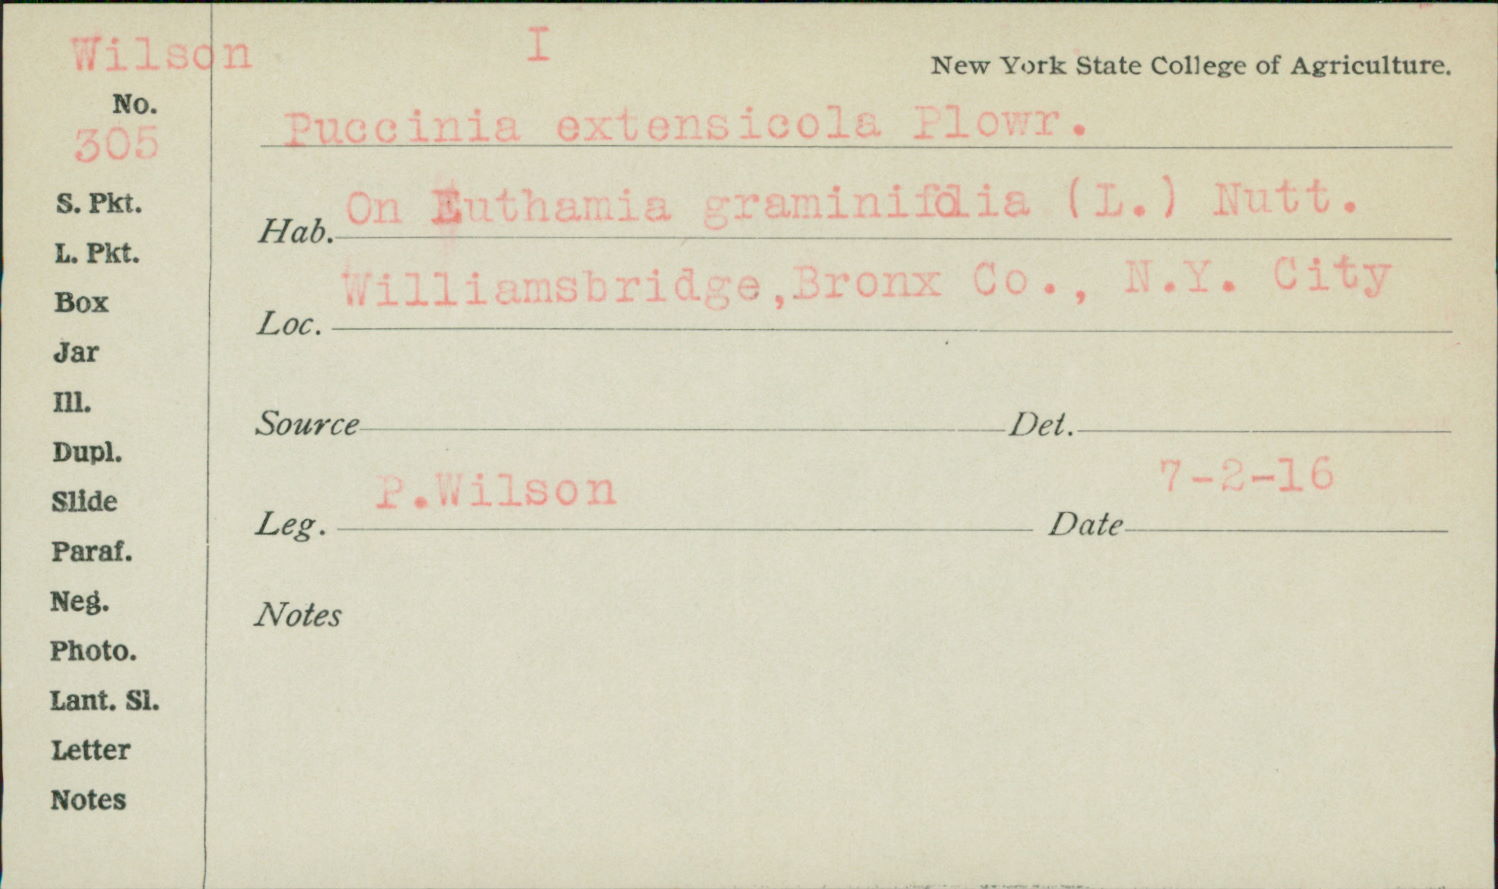 Wilson I
New York State College of Agriculture.
No.
305
Puccinia extensicola Plowr.
S. Pkt.
Hab. On Euthamia graminifolia (L.) Nutt.
L. Pkt.
Box
Loc. Williamsbridge, Bronx Co., N.Y. City
Jar
Ill.
Source Det.
Dupl.
Slide
Leg. P.Wilson Date 7-2-16
Paraf.
Neg.
Notes
Photo.
Lant. Sl.
Letter
Notes